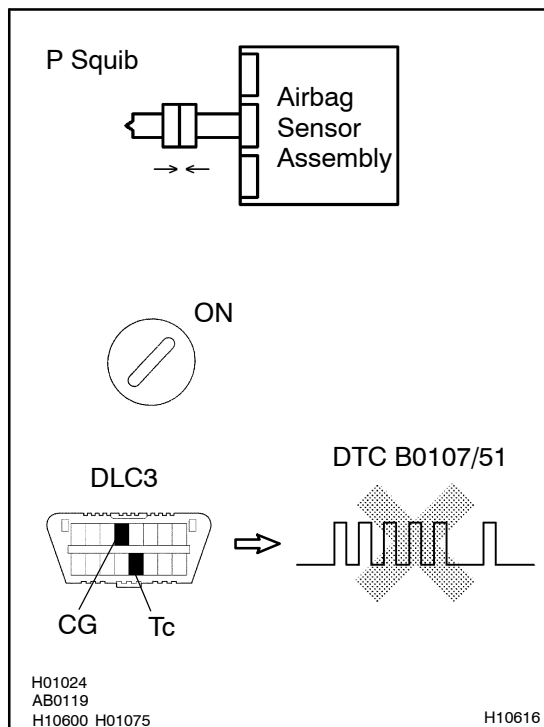 P Squib
Airbag
Sensor
Assembly
ON
DTC B0107/51
DLC3
CG
Tc
H01024
AB0119
H10600 H01075
H10616